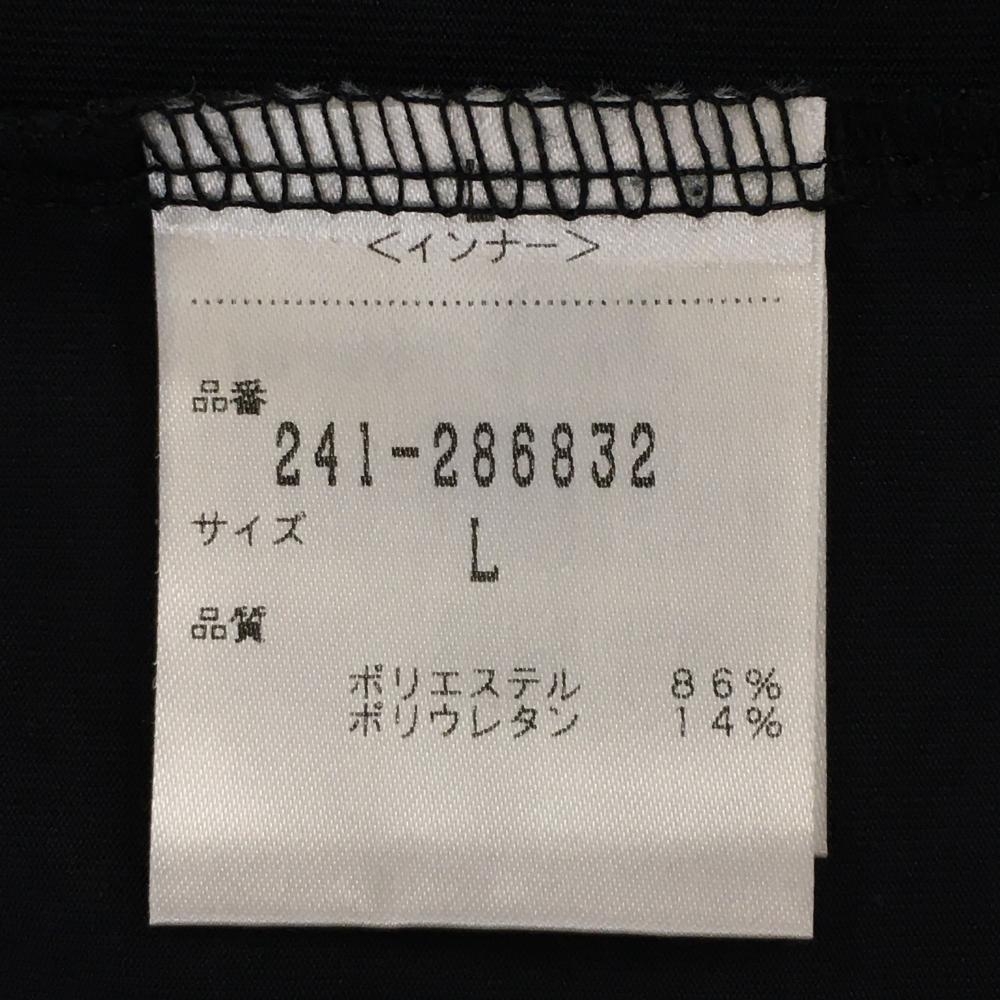 ＜インナー＞
品番
241-286832
サイズ L
品質
ポリエステル 86%
ポリウレタン 14%